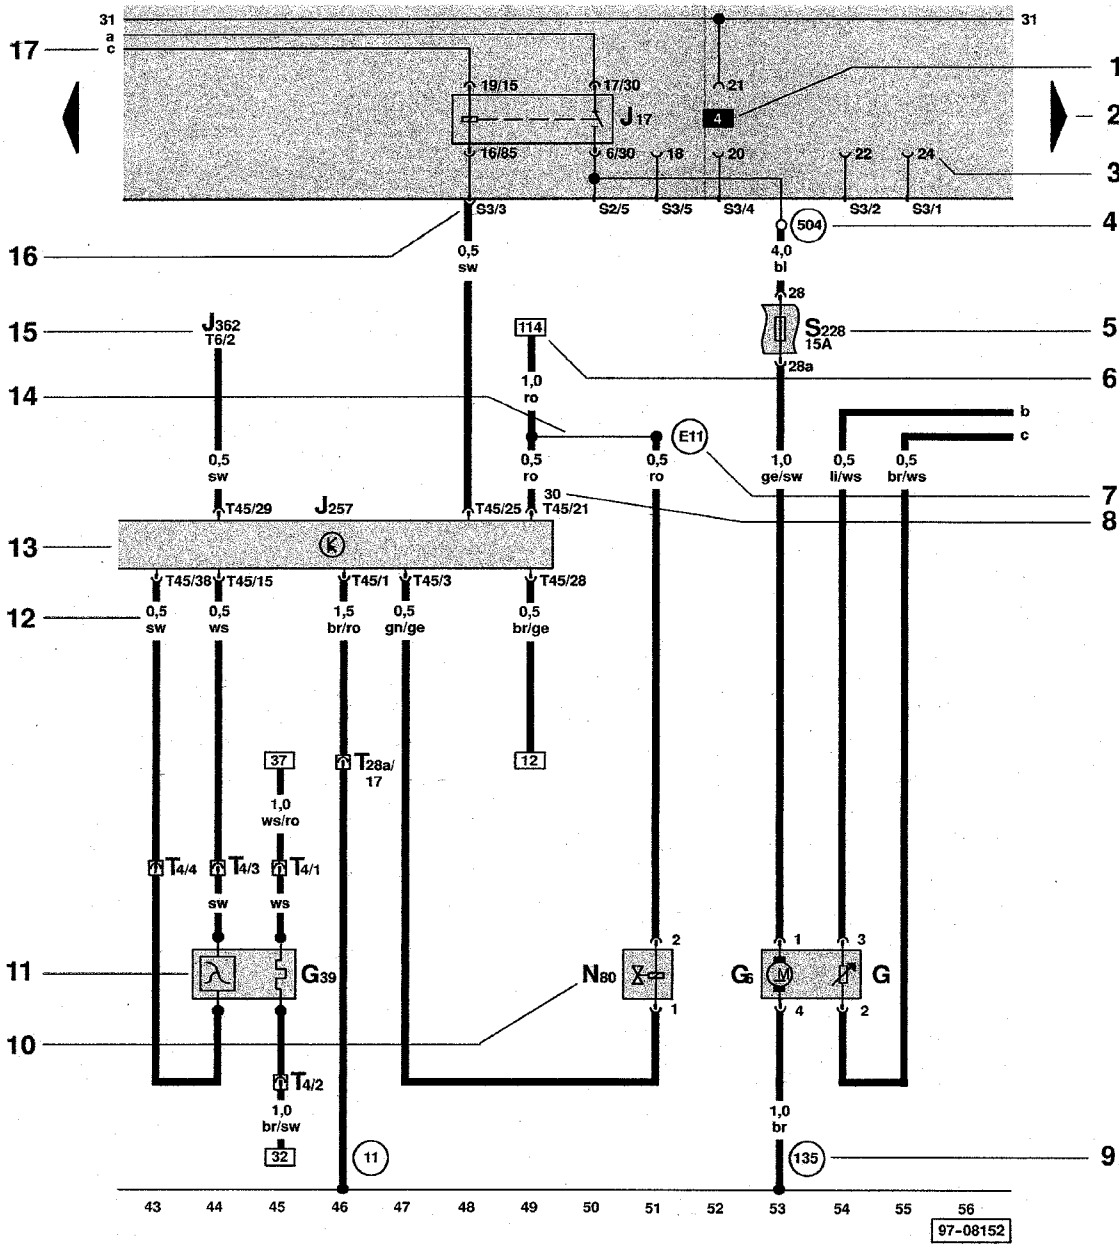 31 31
a
17 c
19/15 17/30 21 1
J17 4 2
16/85 6/30 18 20 22 24 3
S3/3 S2/5 S3/5 S3/4 S3/2 S3/1
504 4
16 0,5 4,0
sw bl
28
15 J362 114 S228 5
T6/2 15A
28a 6
1,0
14 ro
b
E11 c
0,5 0,5 0,5 1,0 0,5 0,5
sw ro ro ge/sw li/ws br/ws
30 7
T45/29 J257 T45/25 T45/21 8
13
T45/38 T45/15 T45/1 T45/3 T45/28
12 0,5 0,5 1,5 0,5 0,5
sw ws br/ro gn/ge br/ge
37 T28a/ 12
17
1,0
ws/ro
T4/4 T4/3 T4/1
sw ws
2 1 3
11 G39 N80 G6 M G
1 4 2
10
T4/2
1,0 1,0
br/sw br
32 11 135 9
43 44 45 46 47 48 49 50 51 52 53 54 55 56
97-08152